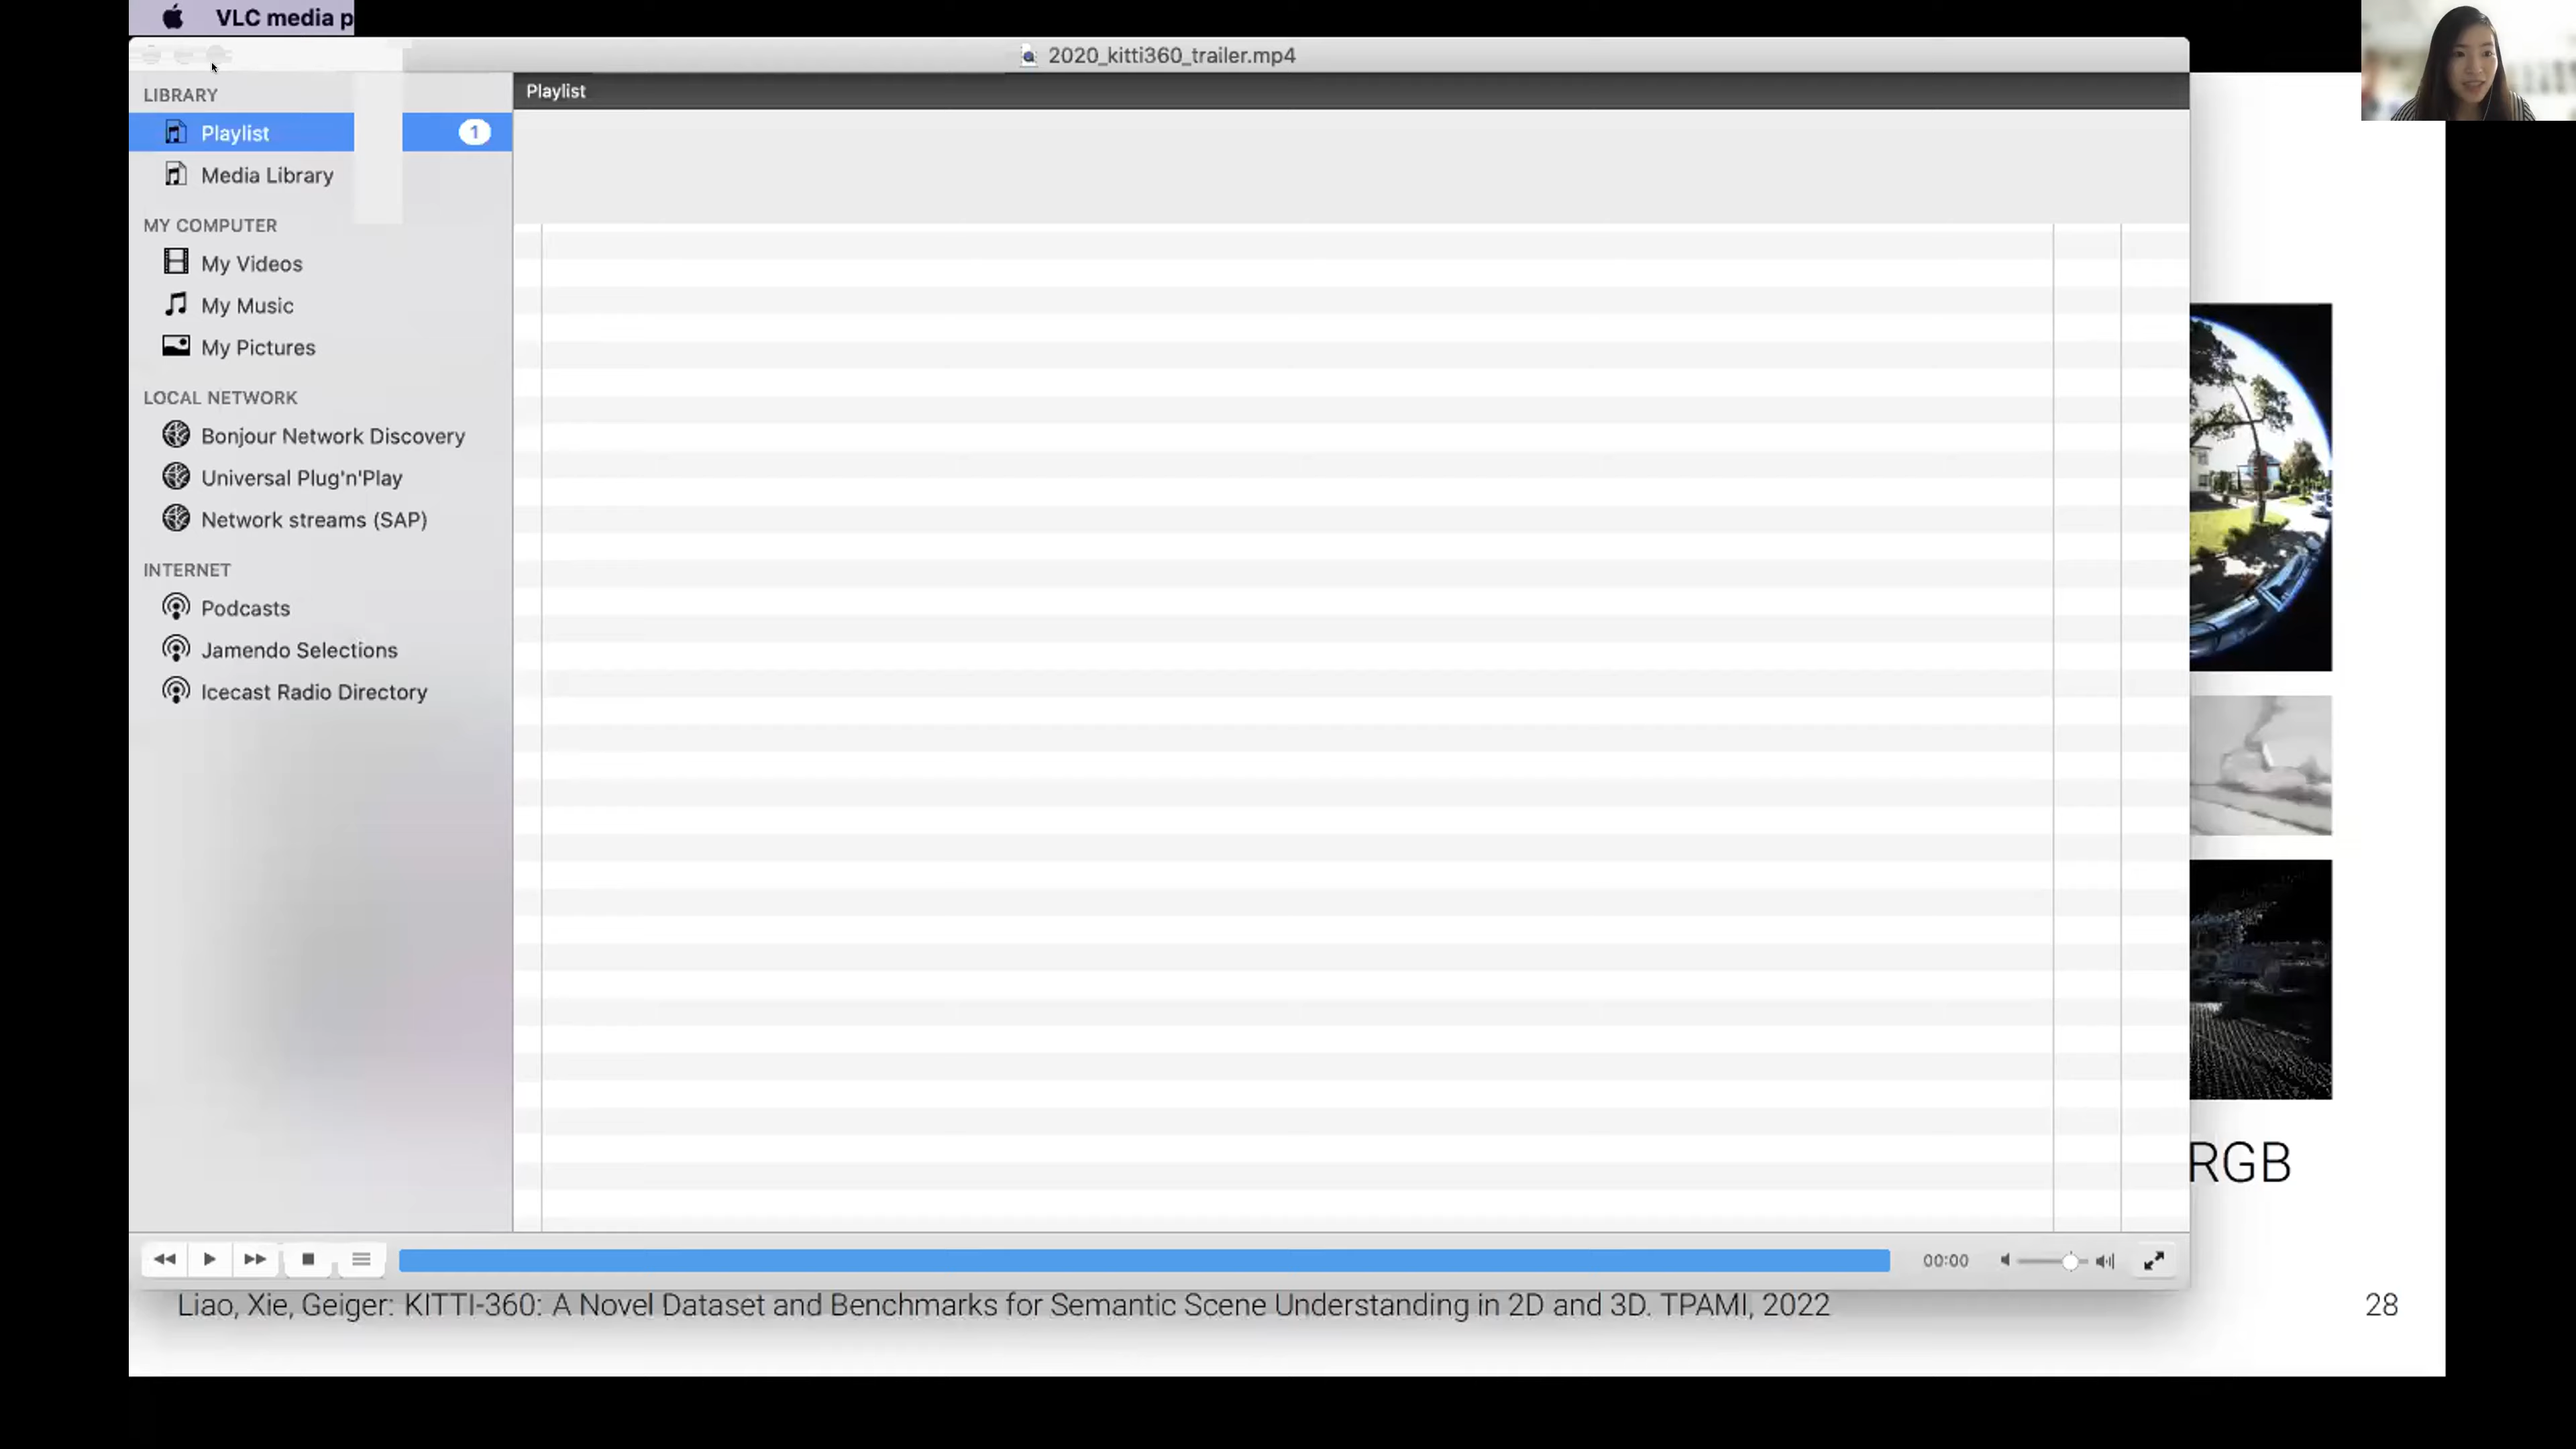 VLC media p
2020_kitti360_trailer.mp4
LIBRARY
Playlist
1
Media Library
MY COMPUTER
My Videos
My Music
My Pictures
LOCAL NETWORK
Bonjour Network Discovery
Universal Plug'n'Play
Network streams (SAP)
INTERNET
Podcasts
Jamendo Selections
Icecast Radio Directory
Playlist
RGB
00:00
Liao, Xie, Geiger: KITTI-360: A Novel Dataset and Benchmarks for Semantic Scene Understanding in 2D and 3D. TPAMI, 2022
28